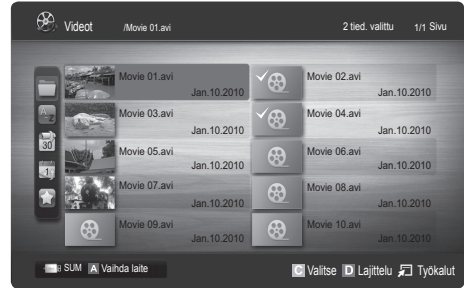 Videot /Movie 01.avi 2 tied. valittu 1/1 Sivu
Movie 01.avi Movie 02.avi
Jan.10.2010 Jan.10.2010
Movie 03.avi Movie 04.avi
Jan.10.2010 Jan.10.2010
Movie 05.avi Movie 06.avi
Jan.10.2010 Jan.10.2010
Movie 07.avi Movie 08.avi
Jan.10.2010 Jan.10.2010
Movie 09.avi Movie 10.avi
Jan.10.2010 Jan.10.2010
30
1
SUM A Vaihda laite C Valitse D Lajittelu Työkalut